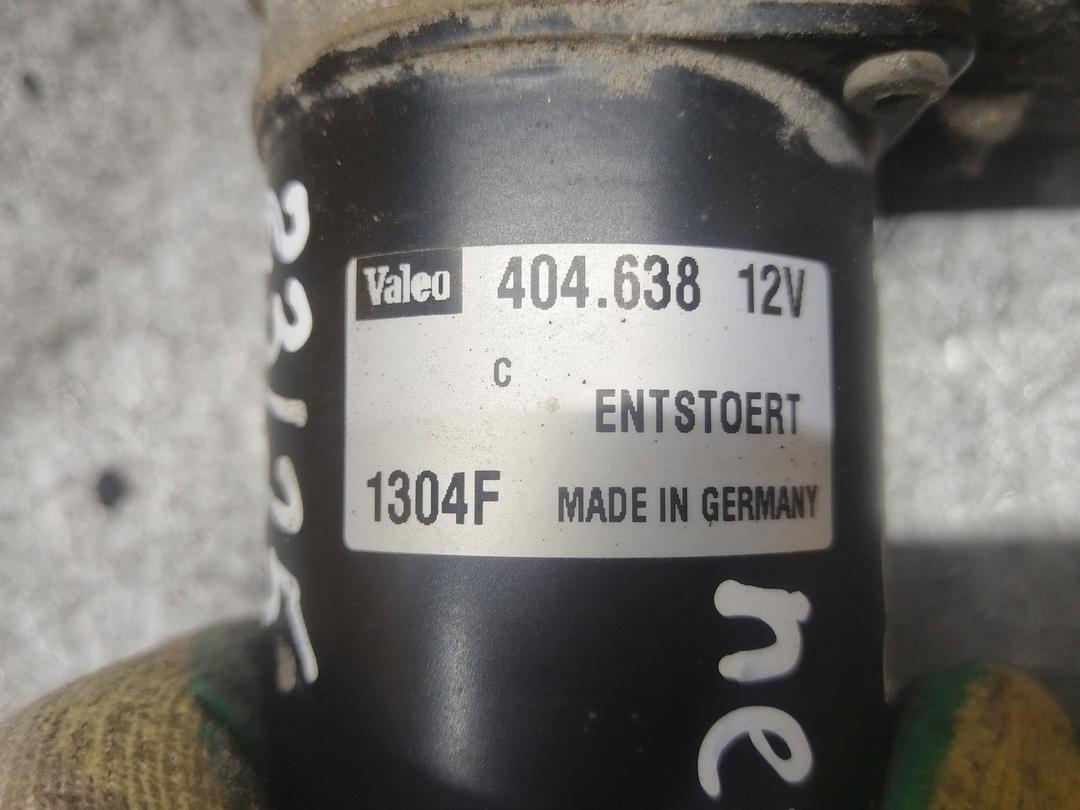 Valeo 404.638 12V
C
ENTSTOERT
1304F MADE IN GERMANY